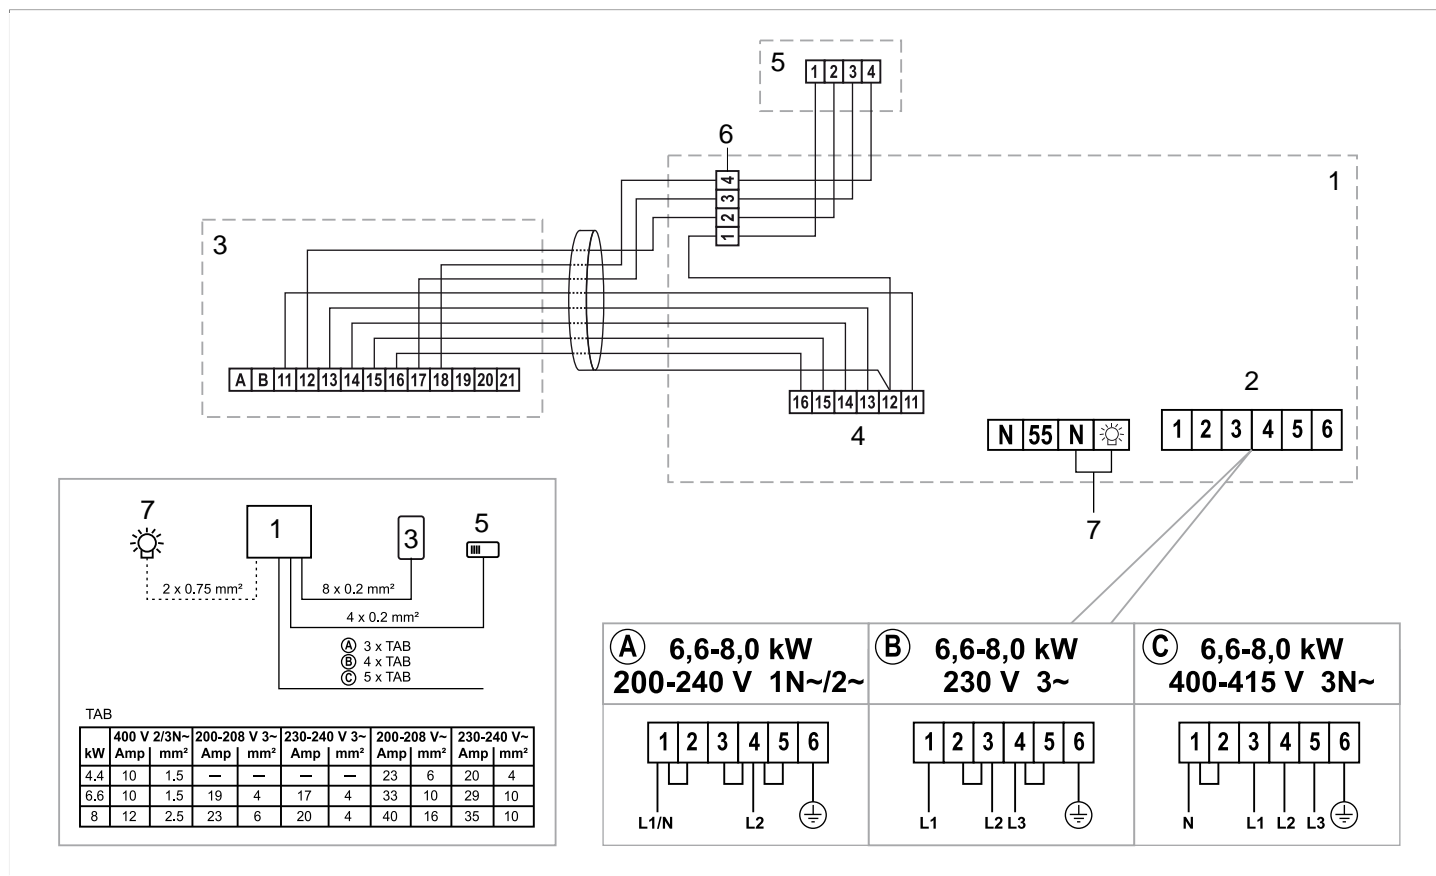 5
1 2 3 4
6
4
3
2
1
1
3
A B 11 12 13 14 15 16 17 18 19 20 21
16 15 14 13 12 11
4
N 55 N
7
2
1 2 3 4 5 6
7
1
3
5
2 x 0.75 mm²
8 x 0.2 mm²
4 x 0.2 mm²
A 3 x TAB
B 4 x TAB
C 5 x TAB
TAB
400 V 2/3N~ 200-208 V 3~ 230-240 V 3~ 200-208 V~ 230-240 V~
kW Amp mm² Amp mm² Amp mm² Amp mm² Amp mm²
4.4 10 1.5 — — — — 23 6 20 4
6.6 10 1.5 19 4 17 4 33 10 29 10
8 12 2.5 23 6 20 4 40 16 35 10
A 6,6-8,0 kW
200-240 V 1N~/2~
1 2 3 4 5 6
L1/N L2
B 6,6-8,0 kW
230 V 3~
1 2 3 4 5 6
L1 L2 L3
C 6,6-8,0 kW
400-415 V 3N~
1 2 3 4 5 6
N L1 L2 L3